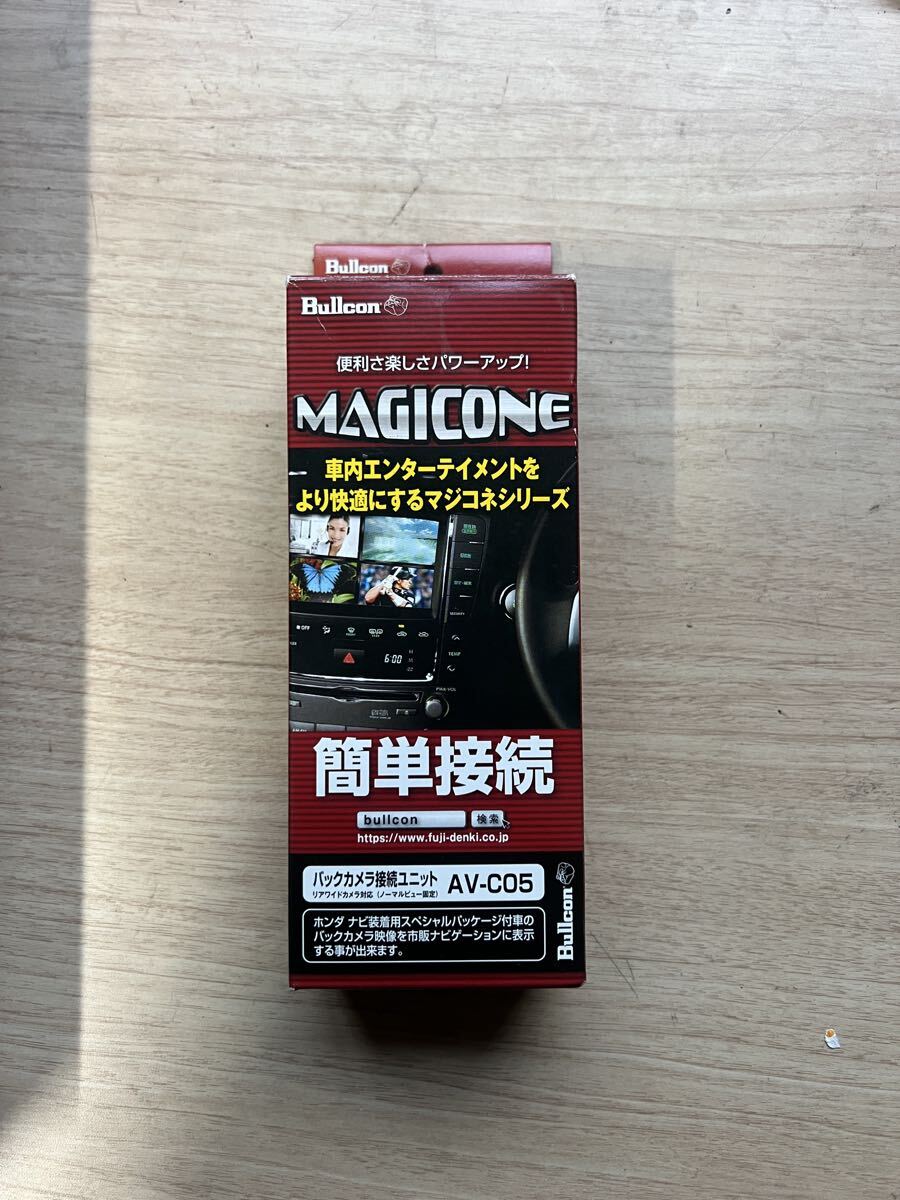 Bullcon
Bullcon
便利さ楽しさパワーアップ!
MAGICONE
車内エンターテイメントを
より快適にするマジコネシリーズ
OFF
6:00
TEMP
PWR·VOL
簡単接続
bullcon 検索
https://www.fuji-denki.co.jp
バックカメラ接続ユニット AV-C05
リアワイドカメラ対応(ノーマルビュー固定)
ホンダ ナビ装着用スペシャルパッケージ付車の
バックカメラ映像を市販ナビゲーションに表示
する事が出来ます。
Bullcon